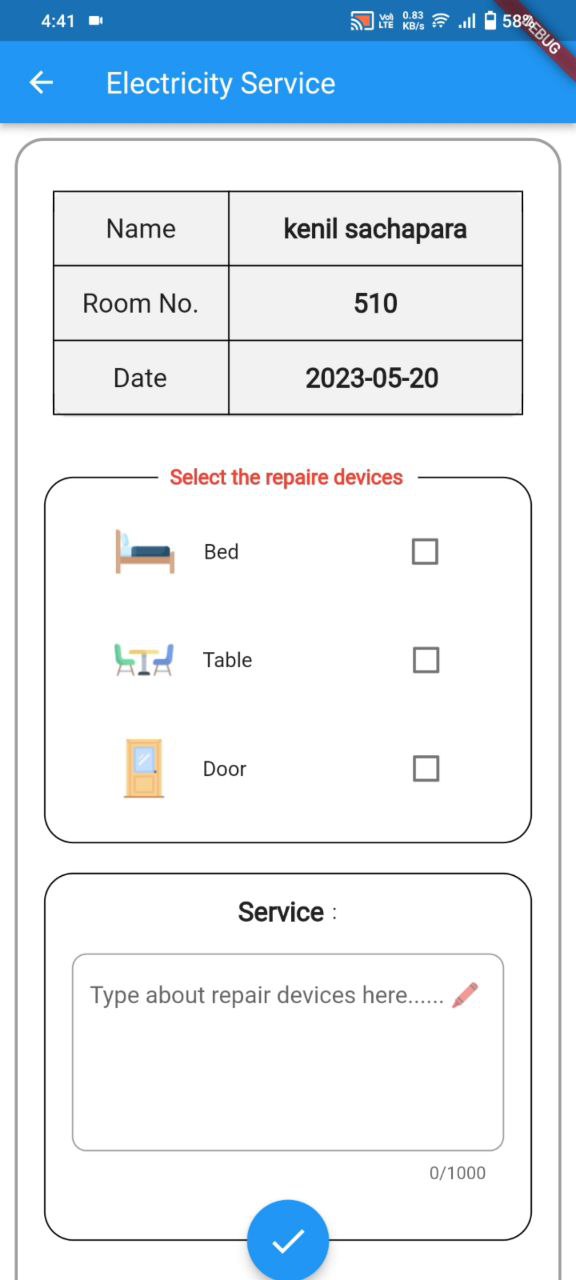 4:41 Vo) LTE 0.83 KB/s 58%
DEBUG
Electricity Service
Name kenil sachapara
Room No. 510
Date 2023-05-20
Select the repaire devices
Bed
Table
Door
Service :
Type about repair devices here......
0/1000